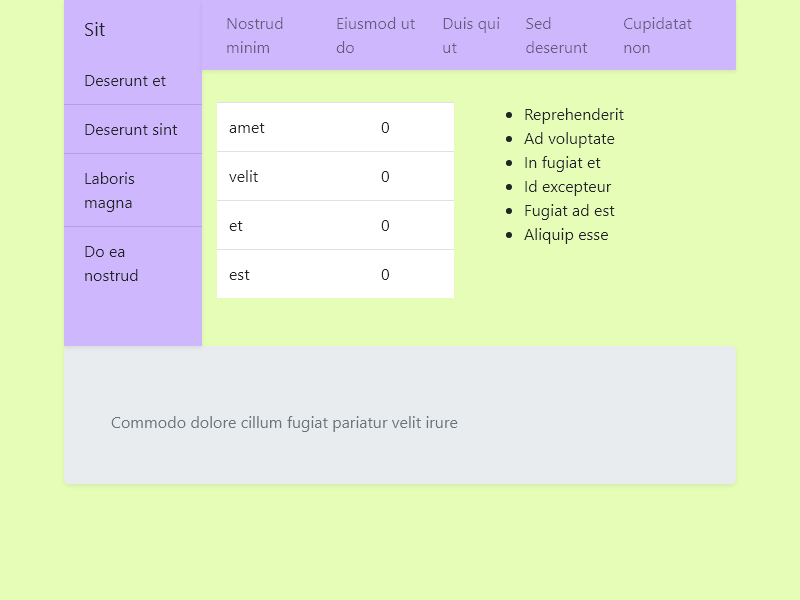 Sit
Deserunt et
Deserunt sint
Laboris
magna
Do ea
nostrud
Nostrud
minim
Eiusmod ut
do
Duis qui
ut
Sed
deserunt
Cupidatat
non
amet 0
velit 0
et 0
est 0
Reprehenderit
Ad voluptate
In fugiat et
Id excepteur
Fugiat ad est
Aliquip esse
Commodo dolore cillum fugiat pariatur velit irure